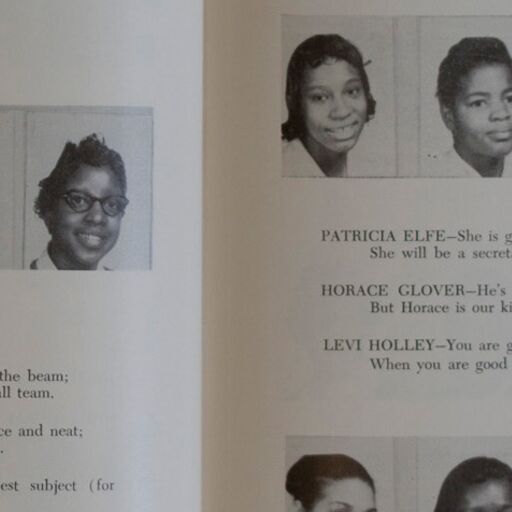 the beam;
ll team.
ce and neat;
.
est subject (for
PATRICIA ELFE—She is g
She will be a secret
HORACE GLOVER—He's
But Horace is our ki
LEVI HOLLEY—You are g
When you are good